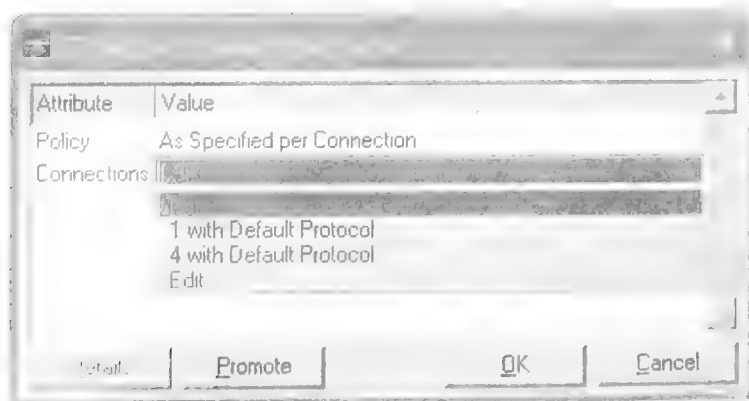 Attribute Value
Policy As Specified per Connection
Connections
1 with Default Protocol
4 with Default Protocol
Edit
Promote OK Cancel